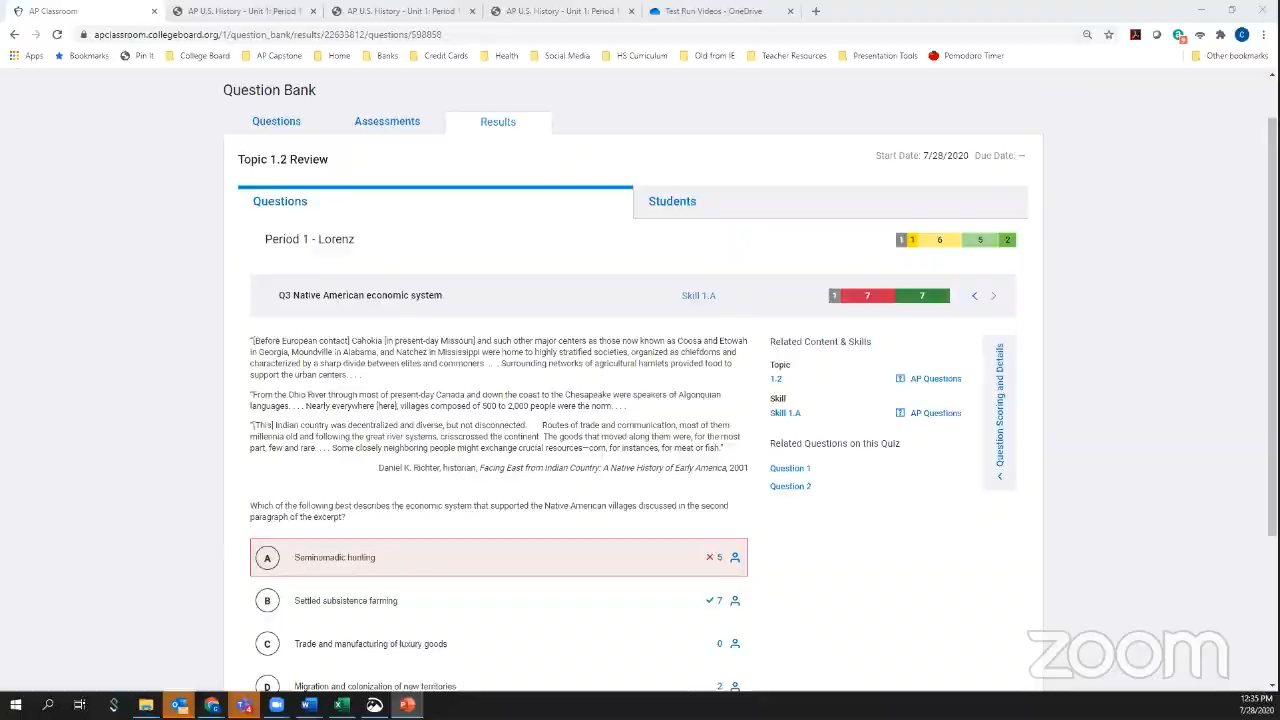 AP Classroom
AP U.S. History - Unit 1: Period 1
AP U.S. History - Unit 1: Period 1
AP U.S. History - Unit 1: Period 1
Test Run Videos - OneDrive
apclassroom.collegeboard.org/1/question_bank/results/22633812/questions/598858
Apps Bookmarks Pin It College Board AP Capstone Home Banks Credit Cards Health Social Media HS Curriculum Old from IE Teacher Resources Presentation Tools Pomodoro Timer Other bookmarks
Question Bank
Questions Assessments Results
Topic 1.2 Review
Start Date: 7/28/2020 Due Date: --
Questions Students
Period 1 - Lorenz
1 1 6 5 2
Q3 Native American economic system Skill 1.A 1 7 7
"[Before European contact] Cahokia [in present-day Missouri] and such other major centers as those now known as Coosa and Etowah
in Georgia, Moundville in Alabama, and Natchez in Mississippi were home to highly stratified societies, organized as chiefdoms and
characterized by a sharp divide between elites and commoners. . . . Surrounding networks of agricultural hamlets provided food to
support the urban centers. . . .
"From the Ohio River through most of present-day Canada and down the coast to the Chesapeake were speakers of Algonquian
languages. . . . Nearly everywhere [here], villages composed of 500 to 2,000 people were the norm. . . .
"[This] Indian country was decentralized and diverse, but not disconnected. Routes of trade and communication, most of them
millennia old and following the great river systems, crisscrossed the continent. The goods that moved along them were, for the most
part, few and rare. . . . Some closely neighboring people might exchange crucial resources—corn, for instances, for meat or fish."
Daniel K. Richter, historian, Facing East from Indian Country: A Native History of Early America, 2001
Which of the following best describes the economic system that supported the Native American villages discussed in the second
paragraph of the excerpt?
A Seminomadic hunting 5
B Settled subsistence farming 7
C Trade and manufacturing of luxury goods 0
D Migration and colonization of new territories 2
Related Content & Skills
Topic
1.2 AP Questions
Skill
Skill 1.A AP Questions
Related Questions on this Quiz
Question 1
Question 2
Question Scoring and Details
zoom
12:35 PM
7/28/2020